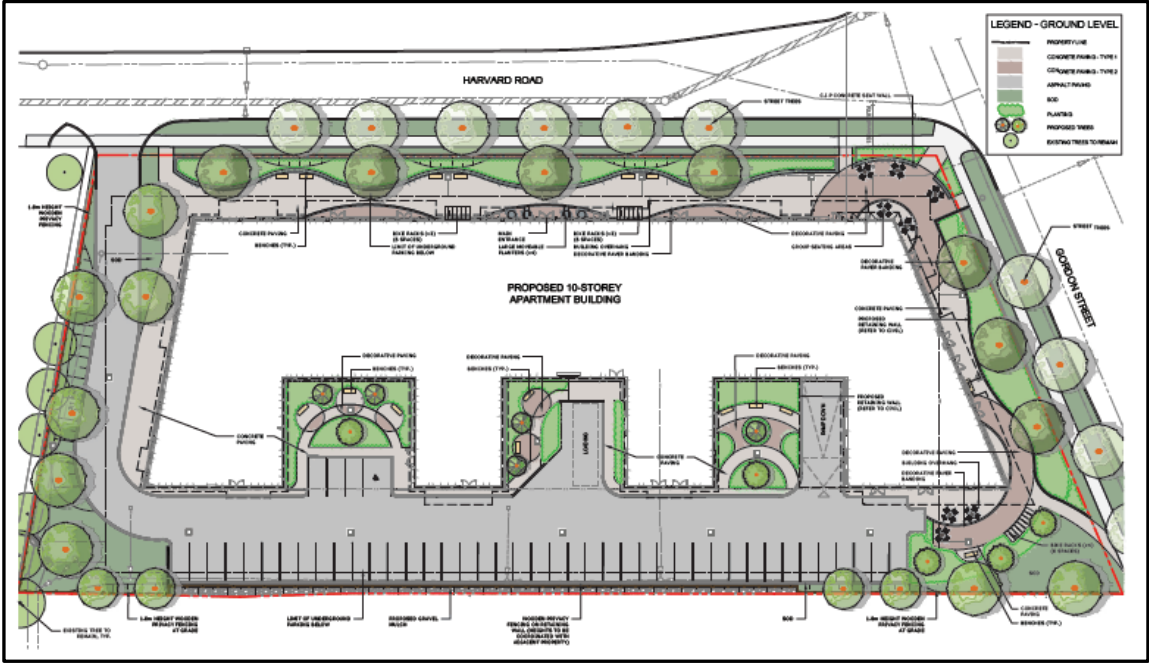 LEGEND - GROUND LEVEL
PROPERTY LINE
CONCRETE PAVING - TYPE 1
CONCRETE PAVING - TYPE 2
ASPHALT PAVING
SOD
PLANTING
PROPOSED TREES
EXISTING TREES TO REMAIN
HARVARD ROAD
STREET TREES
C.I.P CONCRETE SEAT WALL
1.8m HEIGHT
WOODEN
PRIVACY
FENCING
SOD
CONCRETE PAVING
BENCHES (TYP.)
BIKE RACKS (x3)
(6 SPACES)
LIMIT OF UNDERGROUND
PARKING BELOW
MAIN
ENTRANCE
LARGE MOVEABLE
PLANTERS (x4)
BIKE RACKS (x3)
(6 SPACES)
BUILDING OVERHANG
DECORATIVE PAVER BANDING
DECORATIVE PAVING
GROUP SEATING AREAS
STREET TREES
GORDON STREET
DECORATIVE
PAVER BANDING
CONCRETE PAVING
PROPOSED
RETAINING WALL
(REFER TO CIVIL)
PROPOSED 10-STOREY
APARTMENT BUILDING
DECORATIVE PAVING
BENCHES (TYP.)
DECORATIVE PAVING
BENCHES (TYP.)
DECORATIVE PAVING
BENCHES (TYP.)
PROPOSED
RETAINING WALL
(REFER TO CIVIL)
CONCRETE
PAVING
LOADING
CONCRETE
PAVING
RAMP DOWN
DECORATIVE PAVING
BUILDING OVERHANG
DECORATIVE PAVER
BANDING
BIKE RACKS
SPACES)
SOD
CONCRETE
PAVING
BENCHES (TYP.)
EXISTING TREE TO
REMAIN, TYP.
1.8m HEIGHT WOODEN
PRIVACY FENCING
AT GRADE
LIMIT OF UNDERGROUND
PARKING BELOW
PROPOSED GRAVEL
MULCH
WOODEN PRIVACY
FENCING ON RETAINING
WALL (HEIGHTS TO BE
COORDINATED WITH
ADJACENT PROPERTY)
SOD
1.8m HEIGHT WOODEN
PRIVACY FENCING
AT GRADE